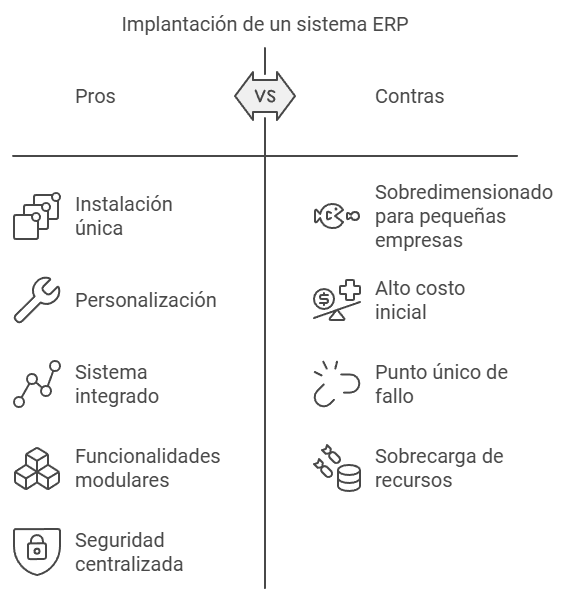 Implantación de un sistema ERP
Pros
VS
Contras
Instalación
única
Personalización
Sistema
integrado
Funcionalidades
modulares
Seguridad
centralizada
Sobredimensionado
para pequeñas
empresas
Alto costo
inicial
Punto único de
fallo
Sobrecarga de
recursos